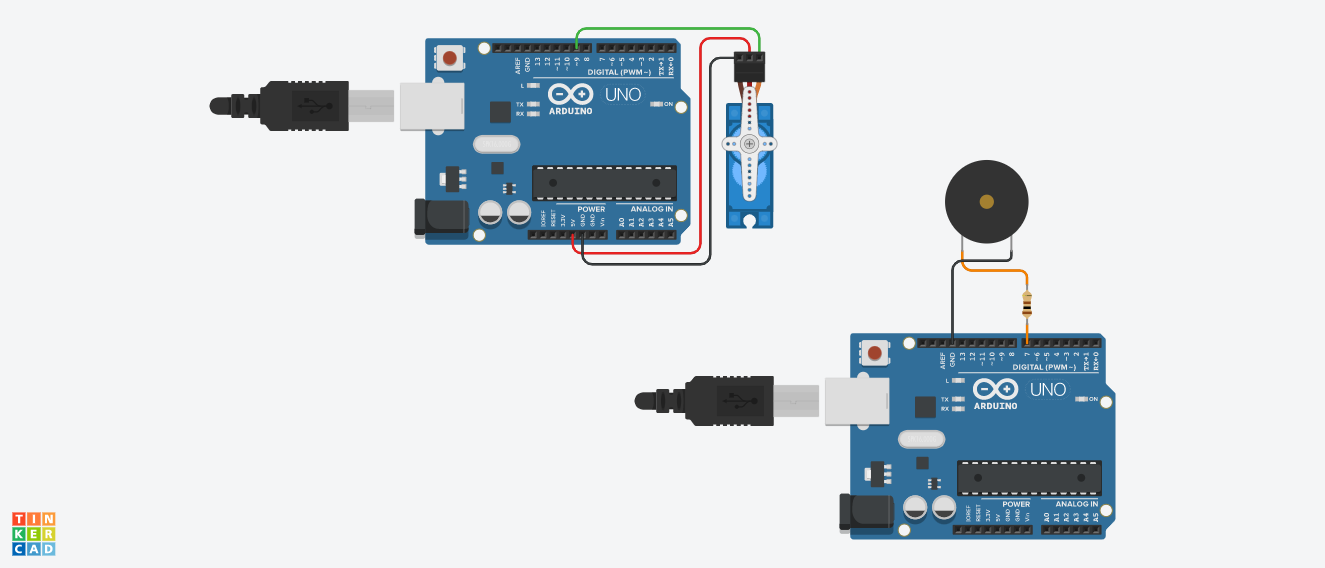 AREF
GND
13
12
~11
~10
~9
8
7
~6
~5
~4
~3
2
TX→1
RX←0
DIGITAL (PWM~)
L
TX
RX
ARDUINO
UNO
ON
POWER
ANALOG IN
IOREF
RESET
3.3V
5V
GND
GND
Vin
A0
A1
A2
A3
A4
A5
AREF
GND
13
12
~11
~10
~9
8
7
~6
~5
~4
~3
2
TX→1
RX←0
DIGITAL (PWM~)
L
TX
RX
ARDUINO
UNO
ON
POWER
ANALOG IN
IOREF
RESET
3.3V
5V
GND
GND
Vin
A0
A1
A2
A3
A4
A5
TIN
KER
CAD